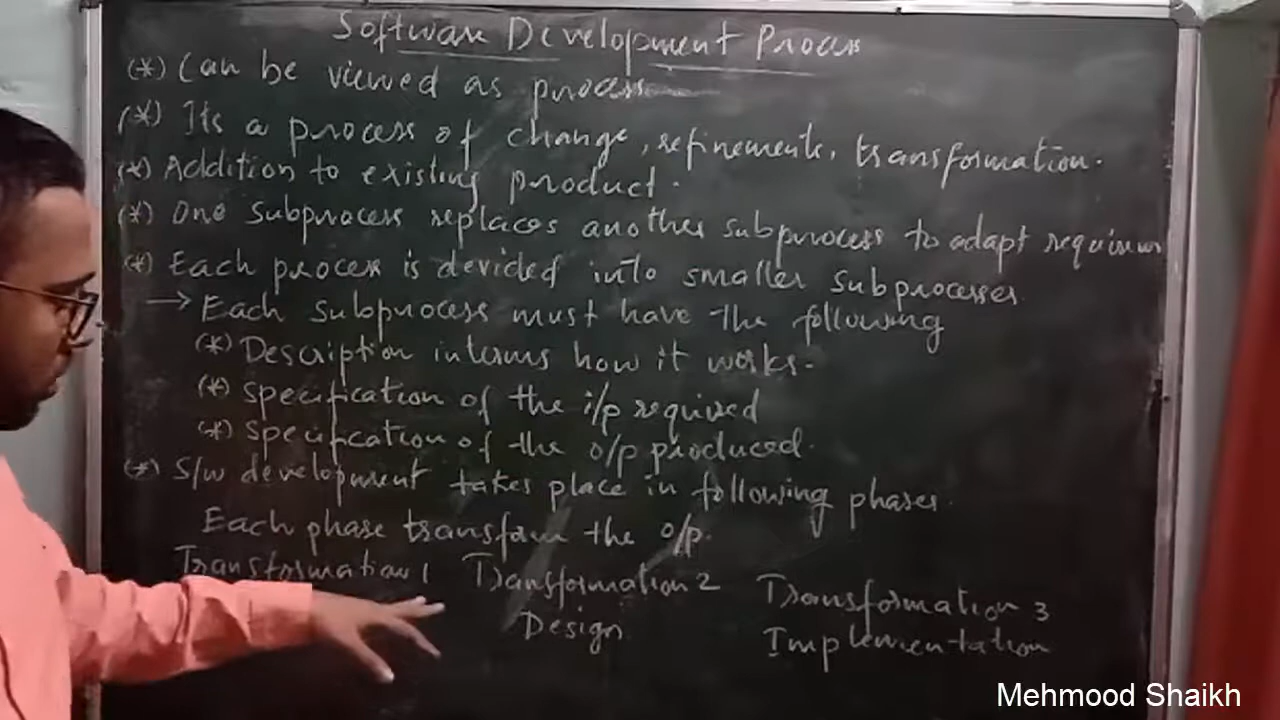 Software Development Process
(*) Can be viewed as process
(*) Its a process of change, refinements, transformation.
(*) Addition to existing product.
(*) One subprocess replaces another subprocess to adapt
(*) Each process is devided into smaller subprocesses
→ Each subprocess must have the following
(*) Description interms how it works.
(*) Specification of the i/p required
(*) Specification of the o/p produced.
(*) S/w development takes place in following phases.
Each phase transform the o/p.
Transformation 1 Transformation 2 Transformation 3
Design Implementation
Mehmood Shaikh